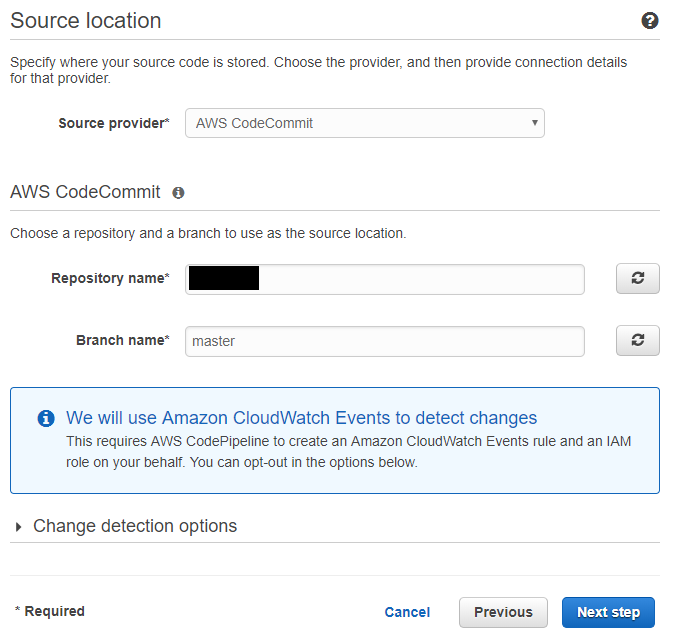 Source location
Specify where your source code is stored. Choose the provider, and then provide connection details
for that provider.
Source provider*
AWS CodeCommit
AWS CodeCommit
Choose a repository and a branch to use as the source location.
Repository name*
Branch name*
master
We will use Amazon CloudWatch Events to detect changes
This requires AWS CodePipeline to create an Amazon CloudWatch Events rule and an IAM
role on your behalf. You can opt-out in the options below.
Change detection options
* Required
Cancel
Previous
Next step